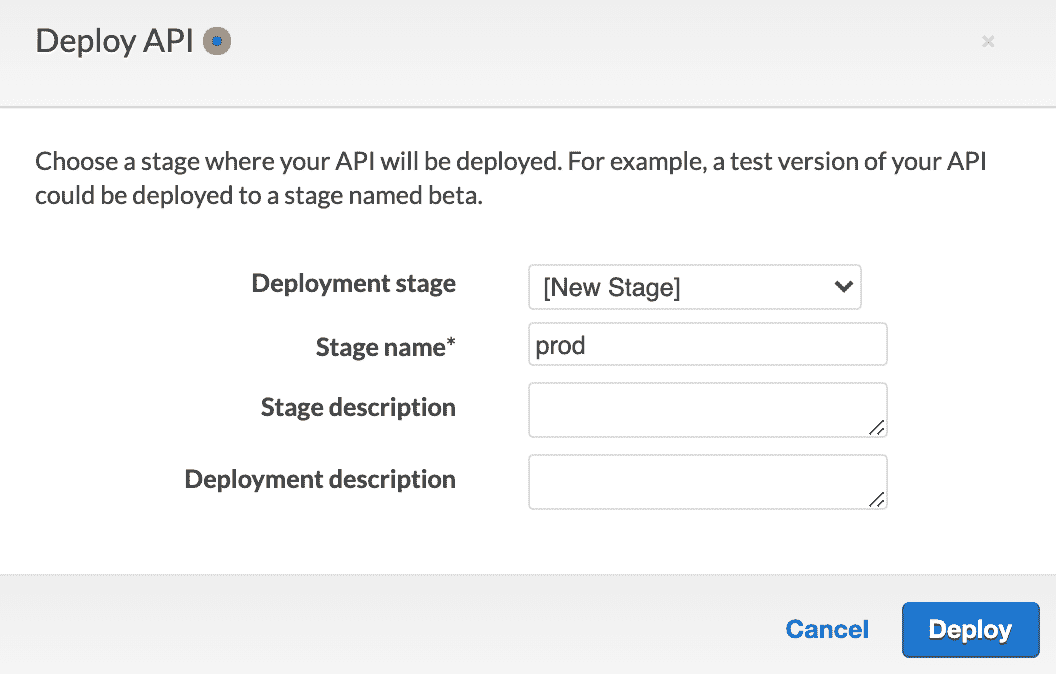 Deploy API
×
Choose a stage where your API will be deployed. For example, a test version of your API
could be deployed to a stage named beta.
Deployment stage [New Stage]
Stage name* prod
Stage description
Deployment description
Cancel Deploy